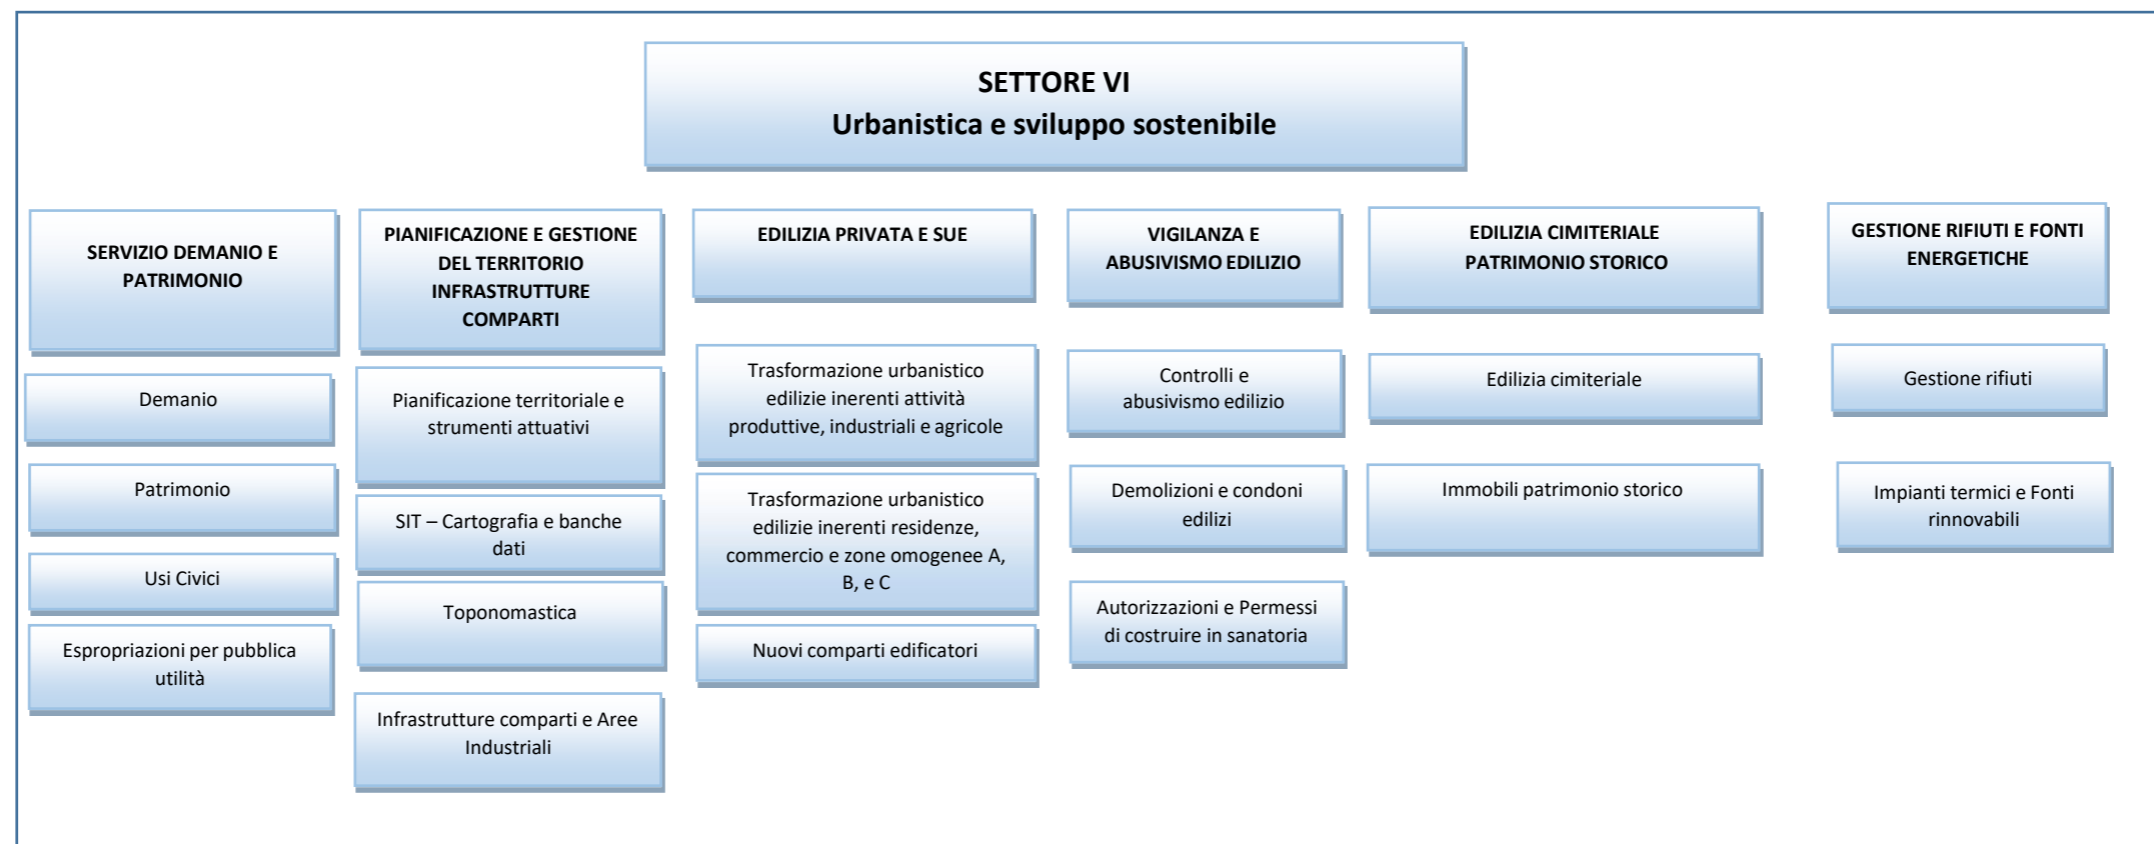 SETTORE VI
Urbanistica e sviluppo sostenibile
SERVIZIO DEMANIO E
PATRIMONIO
Demanio
Patrimonio
Usi Civici
Espropriazioni per pubblica
utilità
PIANIFICAZIONE E GESTIONE
DEL TERRITORIO
INFRASTRUTTURE
COMPARTI
Pianificazione territoriale e
strumenti attuativi
SIT – Cartografia e banche
dati
Toponomastica
Infrastrutture comparti e Aree
Industriali
EDILIZIA PRIVATA E SUE
Trasformazione urbanistico
edilizie inerenti attività
produttive, industriali e agricole
Trasformazione urbanistico
edilizie inerenti residenze,
commercio e zone omogenee A,
B, e C
Nuovi comparti edificatori
VIGILANZA E
ABUSIVISMO EDILIZIO
Controlli e
abusivismo edilizio
Demolizioni e condoni
edilizi
Autorizzazioni e Permessi
di costruire in sanatoria
EDILIZIA CIMITERIALE
PATRIMONIO STORICO
Edilizia cimiteriale
Immobili patrimonio storico
GESTIONE RIFIUTI E FONTI
ENERGETICHE
Gestione rifiuti
Impianti termici e Fonti
rinnovabili